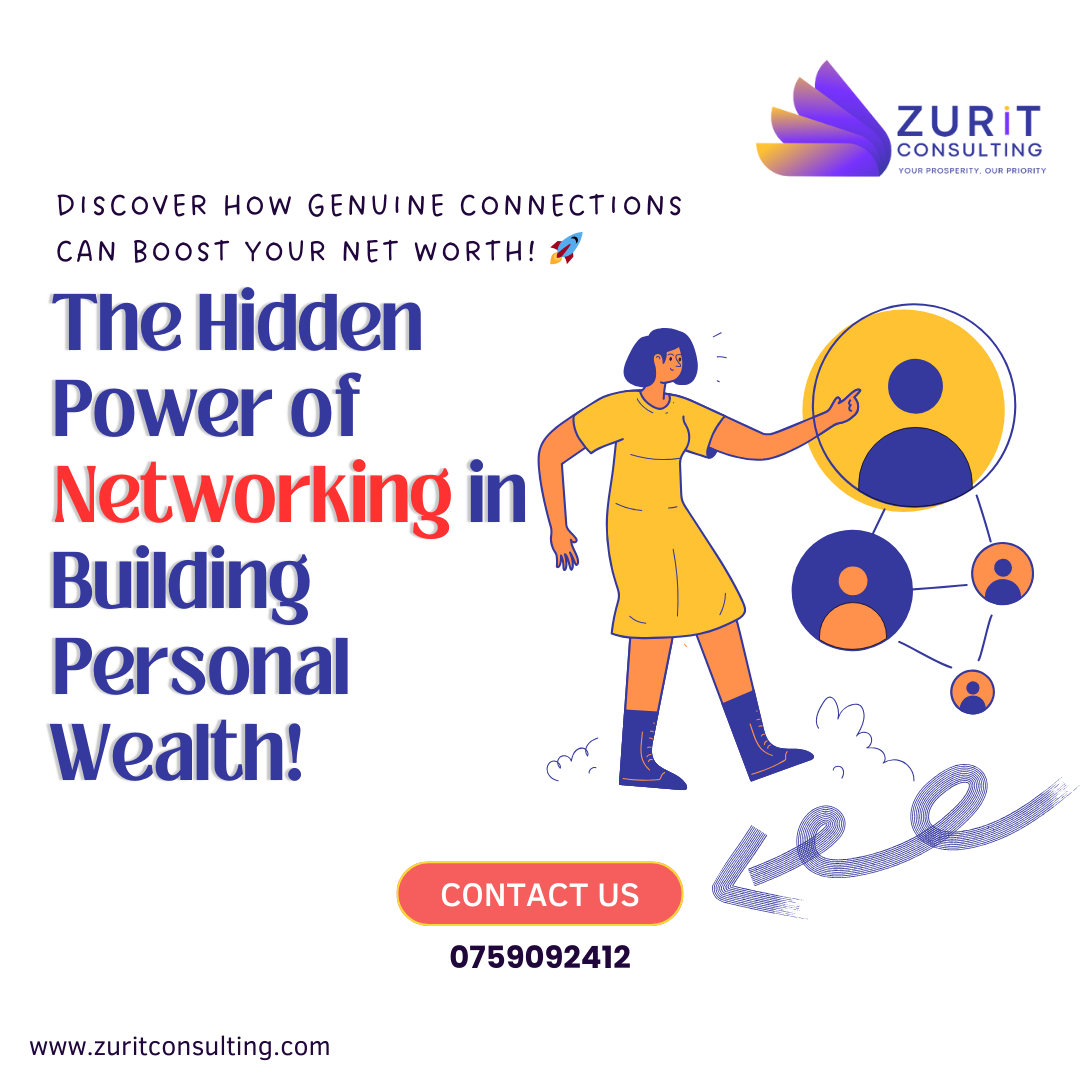 ZURiT
CONSULTING
YOUR PROSPERITY, OUR PRIORITY
DISCOVER HOW GENUINE CONNECTIONS
CAN BOOST YOUR NET WORTH! 🚀
The Hidden
Power of
Networking in
Building
Personal
Wealth!
CONTACT US
0759092412
www.zuritconsulting.com